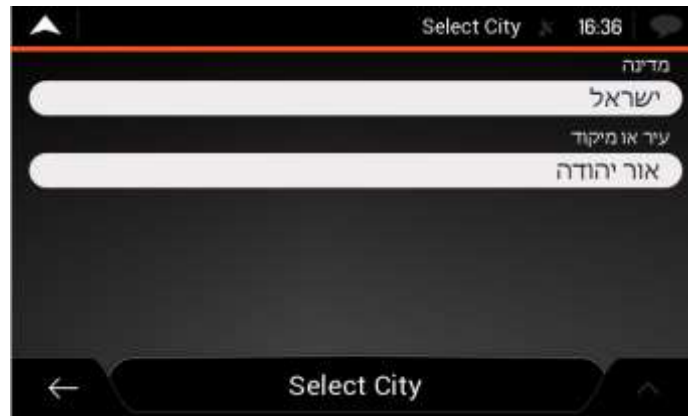 Select City 16:36
מדינה
ישראל
עיר או מיקוד
אור יהודה
Select City